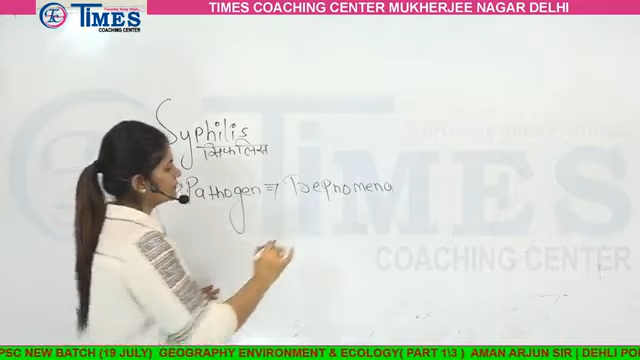 TIMES COACHING CENTER MUKHERJEE NAGAR DELHI
TIMES
COACHING CENTER
Syphilis
सिफलिस
Pathogen ⇒ Trepnomena
TIMES
COACHING CENTER
PSC NEW BATCH (19 JULY) GEOGRAPHY ENVIRONMENT & ECOLOGY( PART 1\3) AMAN ARJUN SIR | DEHLI PO